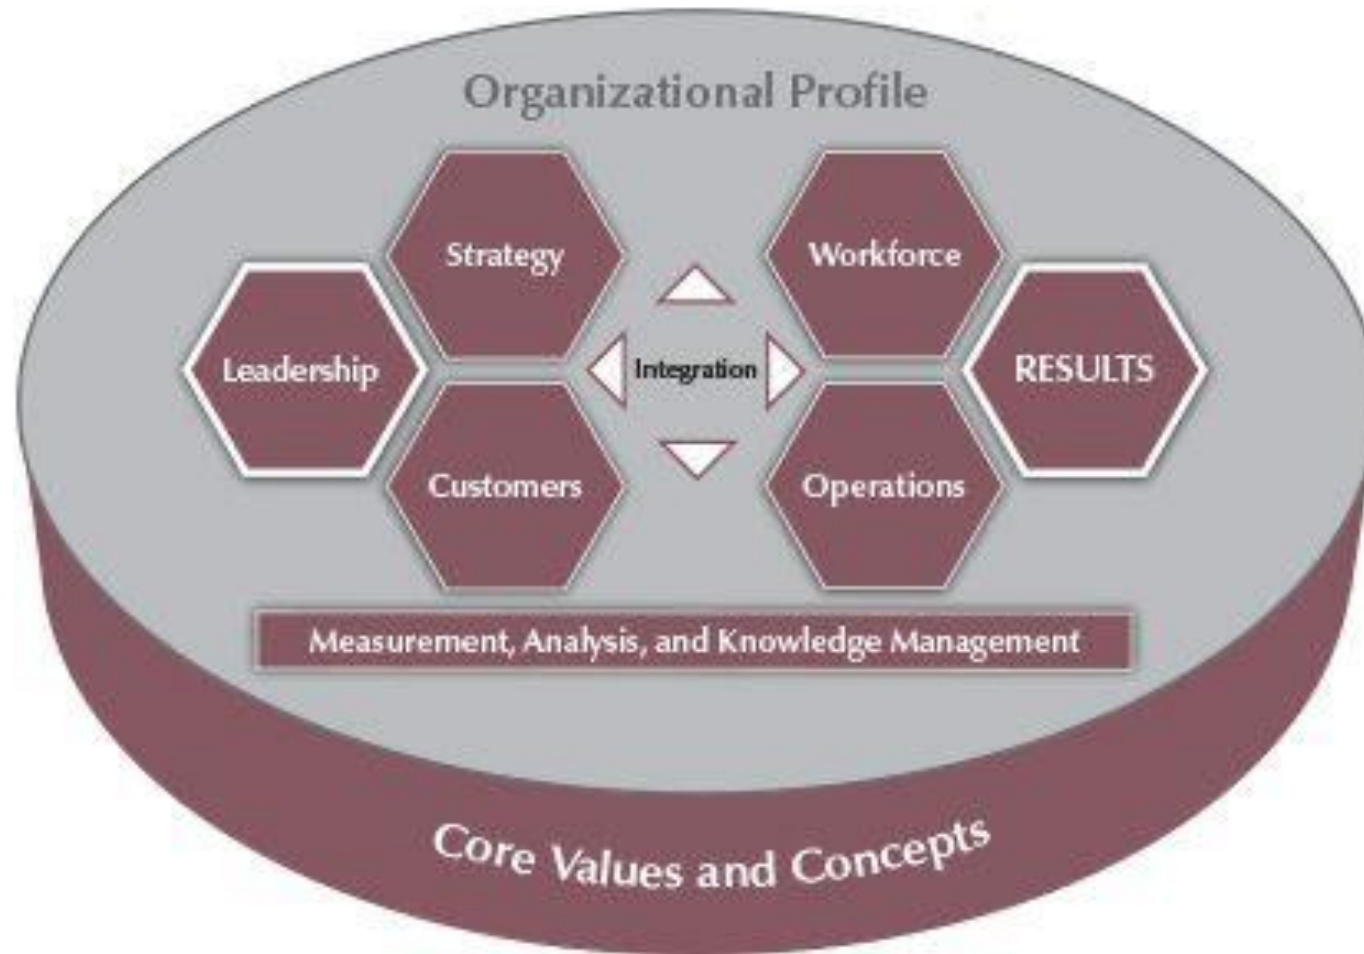 Organizational Profile
Strategy
Workforce
Leadership
Integration
RESULTS
Customers
Operations
Measurement, Analysis, and Knowledge Management
Core Values and Concepts